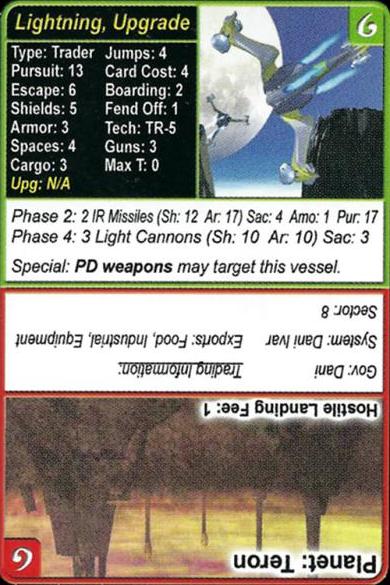 Lightning, Upgrade
6
Type: Trader Jumps: 4
Pursuit: 13 Card Cost: 4
Escape: 6 Boarding: 2
Shields: 5 Fend Off: 1
Armor: 3 Tech: TR-5
Spaces: 4 Guns: 3
Cargo: 3 Max T: 0
Upg: N/A
Phase 2: 2 IR Missiles (Sh: 12 Ar: 17) Sac: 4 Amo: 1 Pur: 17
Phase 4: 3 Light Cannons (Sh: 10 Ar: 10) Sac: 3
Special: PD weapons may target this vessel.
Planet: Teron
6
Hostile Landing Fee: 1
Gov: Dani Trading Information:
System: Dani Ivar Exports: Food, Industrial, Equipment
Sector: 8